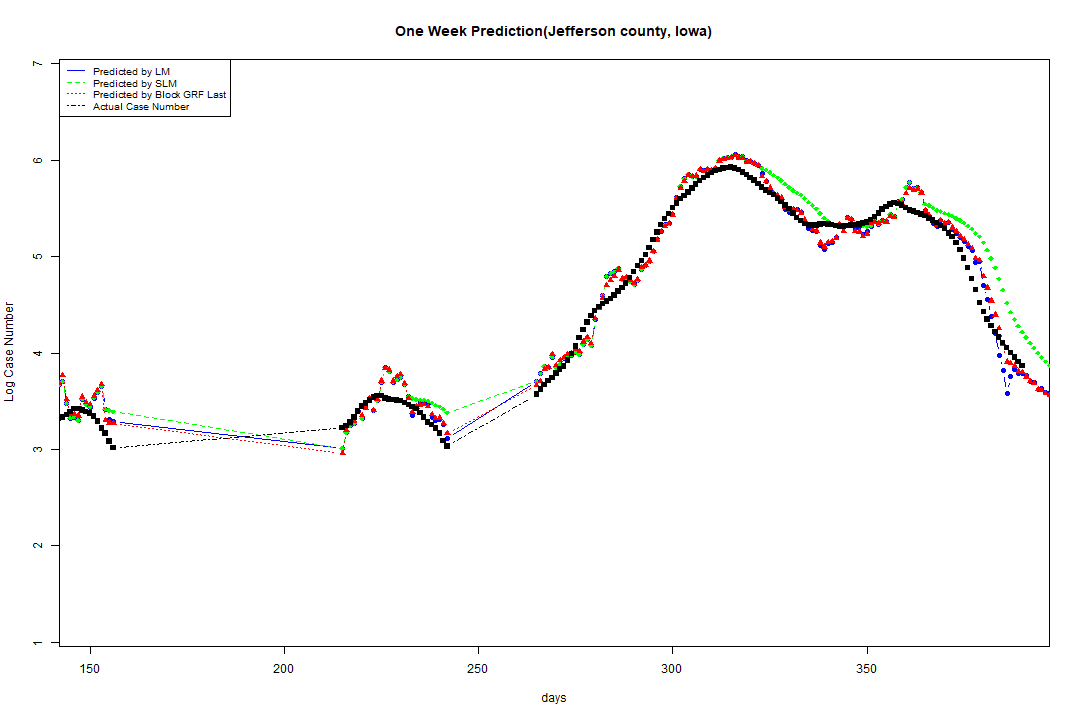 One Week Prediction(Jefferson county, Iowa)
Predicted by LM
Predicted by SLM
Predicted by Block GRF Last
Actual Case Number
Log Case Number
7
6
5
4
3
2
1
150 200 250 300 350
days